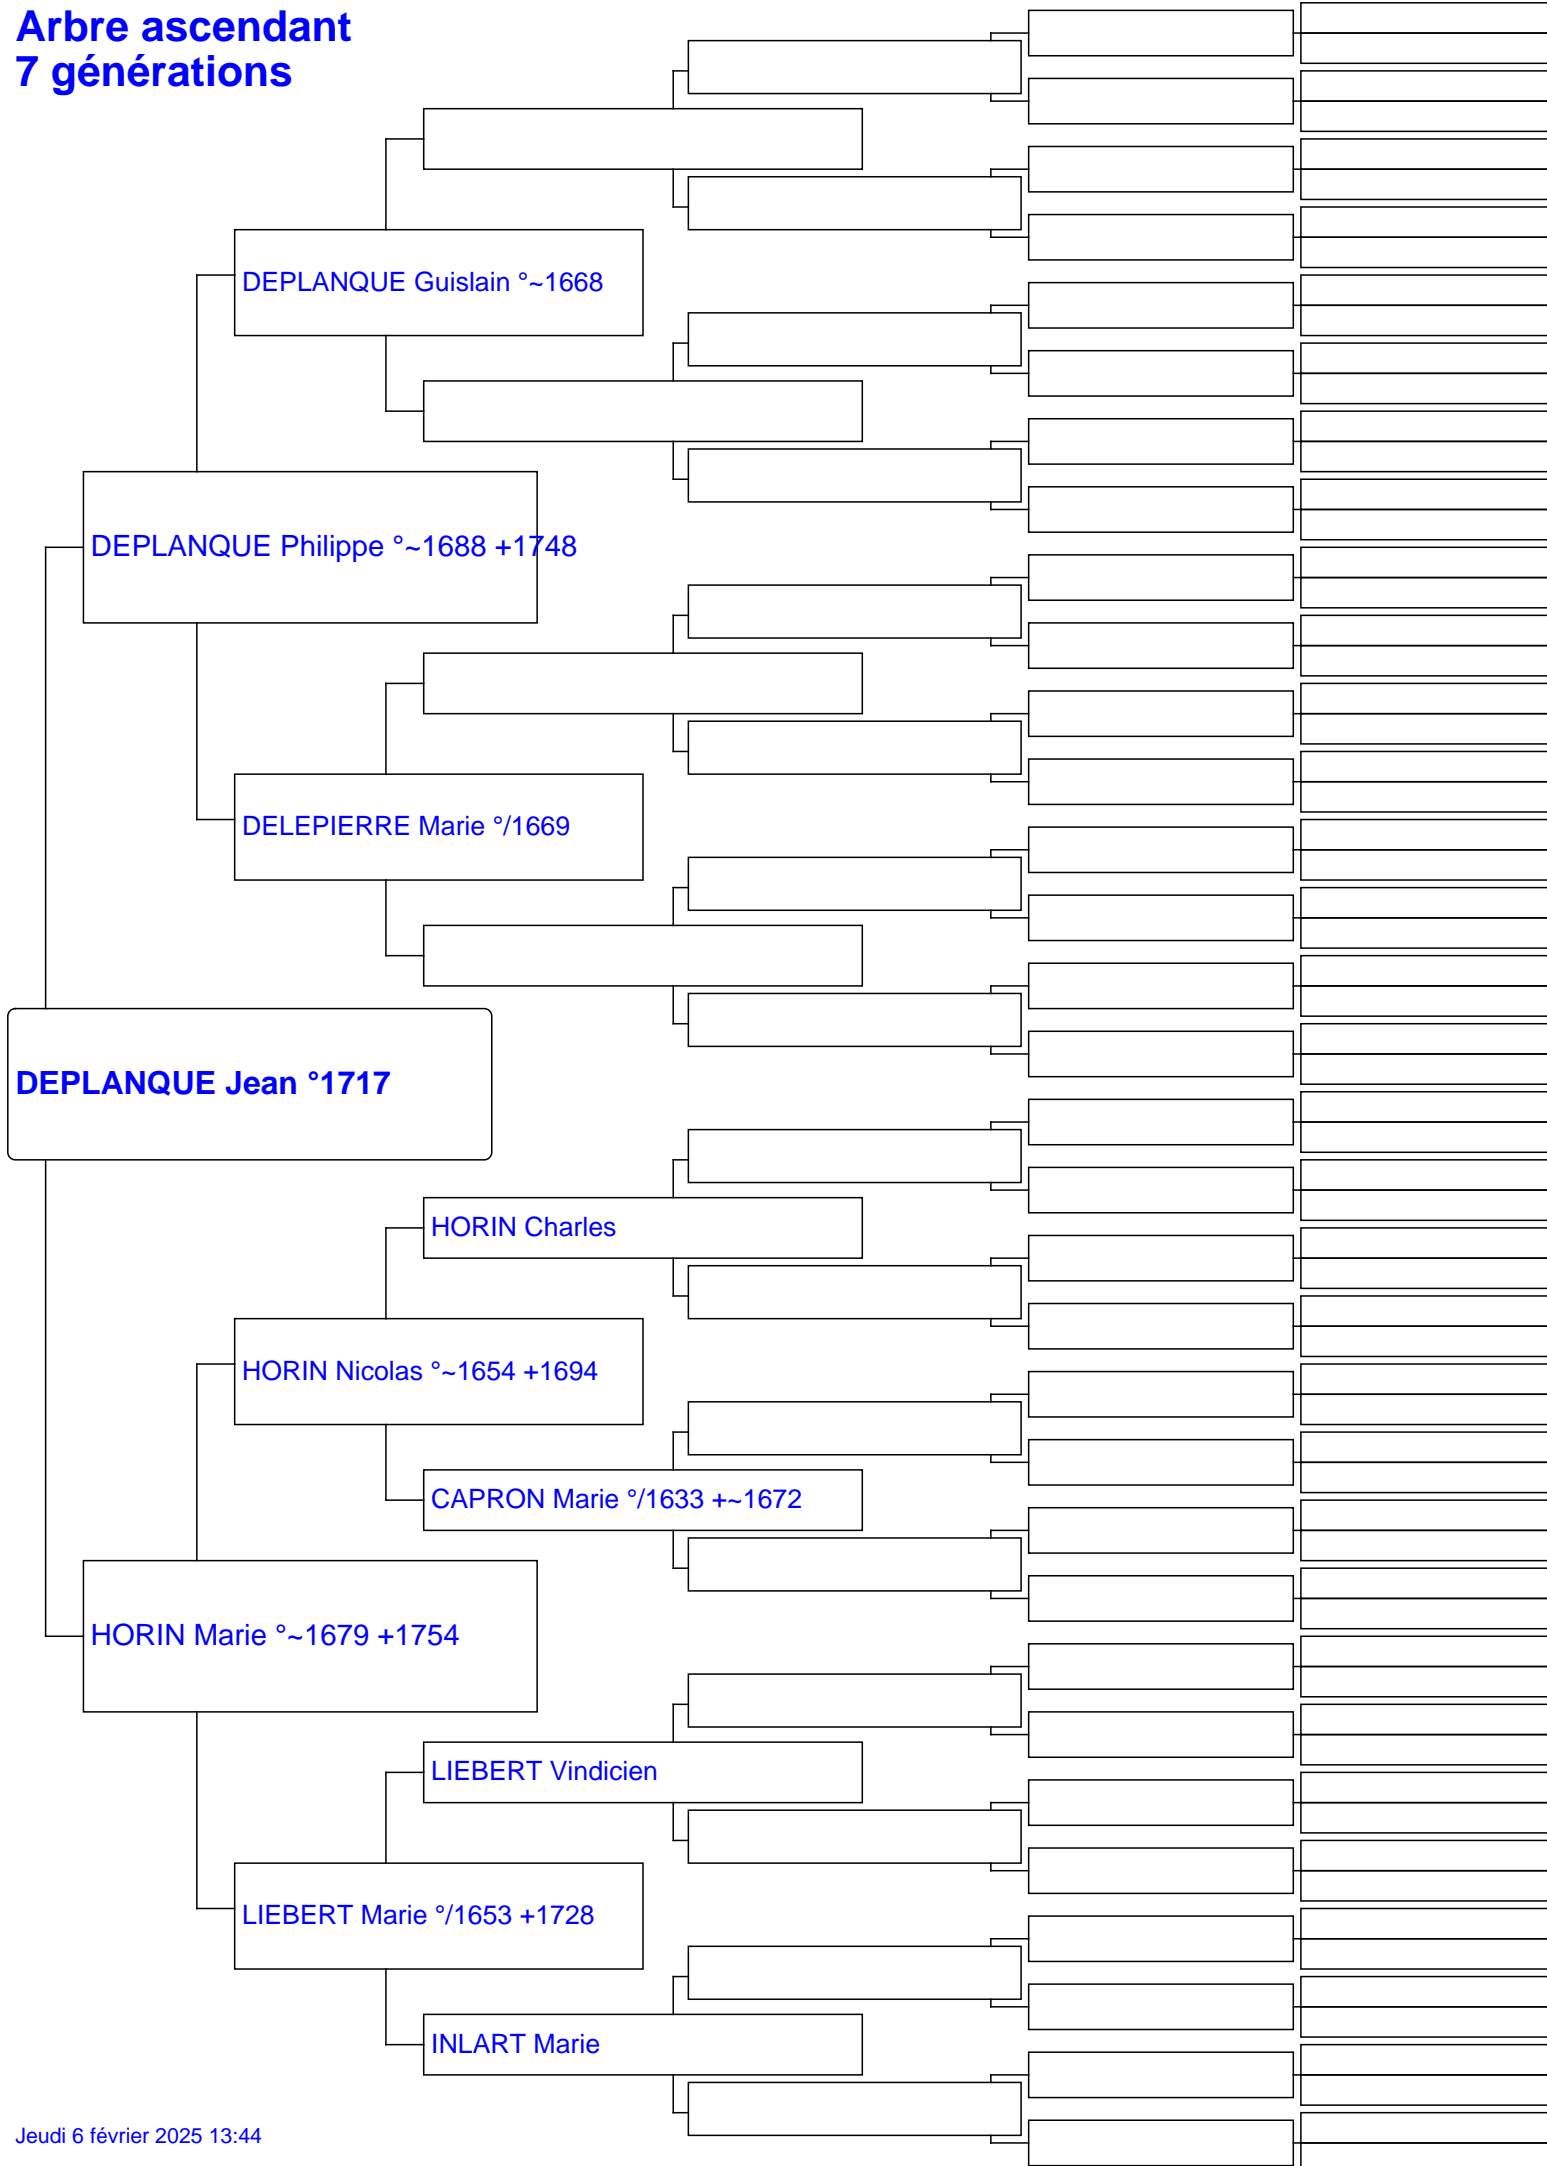 Arbre ascendant
7 générations
DEPLANQUE Guislain °~1668
DEPLANQUE Philippe °~1688 +1748
DELEPIERRE Marie °/1669
DEPLANQUE Jean °1717
HORIN Charles
HORIN Nicolas °~1654 +1694
CAPRON Marie °/1633 +~1672
HORIN Marie °~1679 +1754
LIEBERT Vindicien
LIEBERT Marie °/1653 +1728
INLART Marie
Jeudi 6 février 2025 13:44